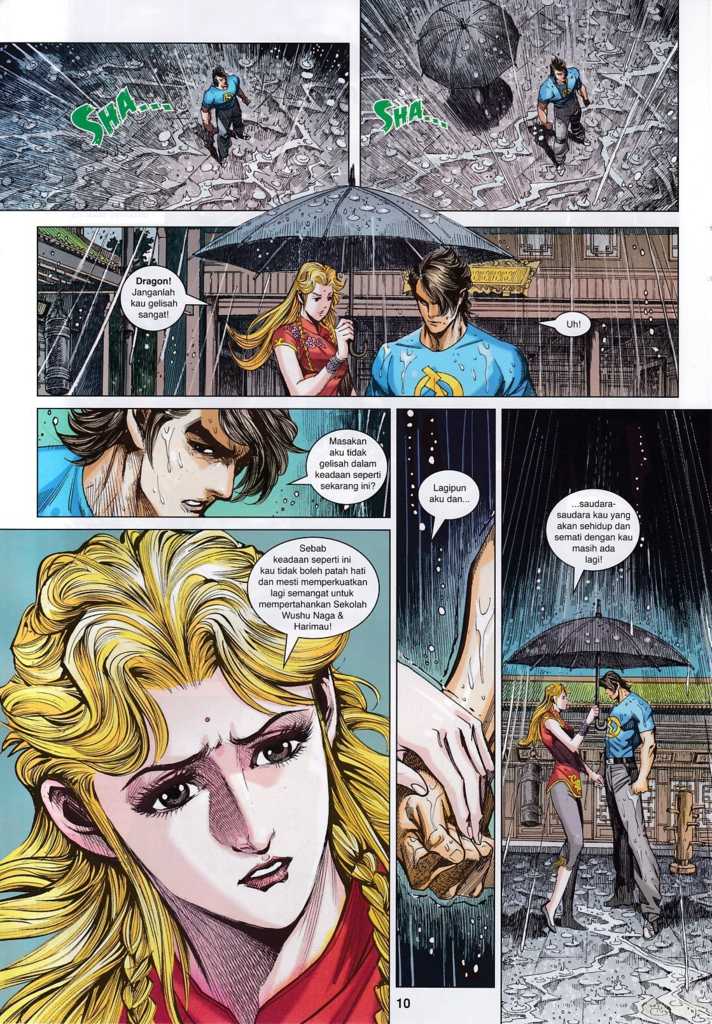 SHA...
SHA...
Dragon!
Janganlah
kau gelisah
sangat!
Uh!
Masakan
aku tidak
gelisah dalam
keadaan seperti
sekarang ini?
Sebab
keadaan seperti ini
kau tidak boleh patah hati
dan mesti memperkuatkan
lagi semangat untuk
mempertahankan Sekolah
Wushu Naga &
Harimau!
Lagipun
aku dan...
...saudara-
saudara kau yang
akan sehidup dan
semati dengan kau
masih ada
lagi!
10